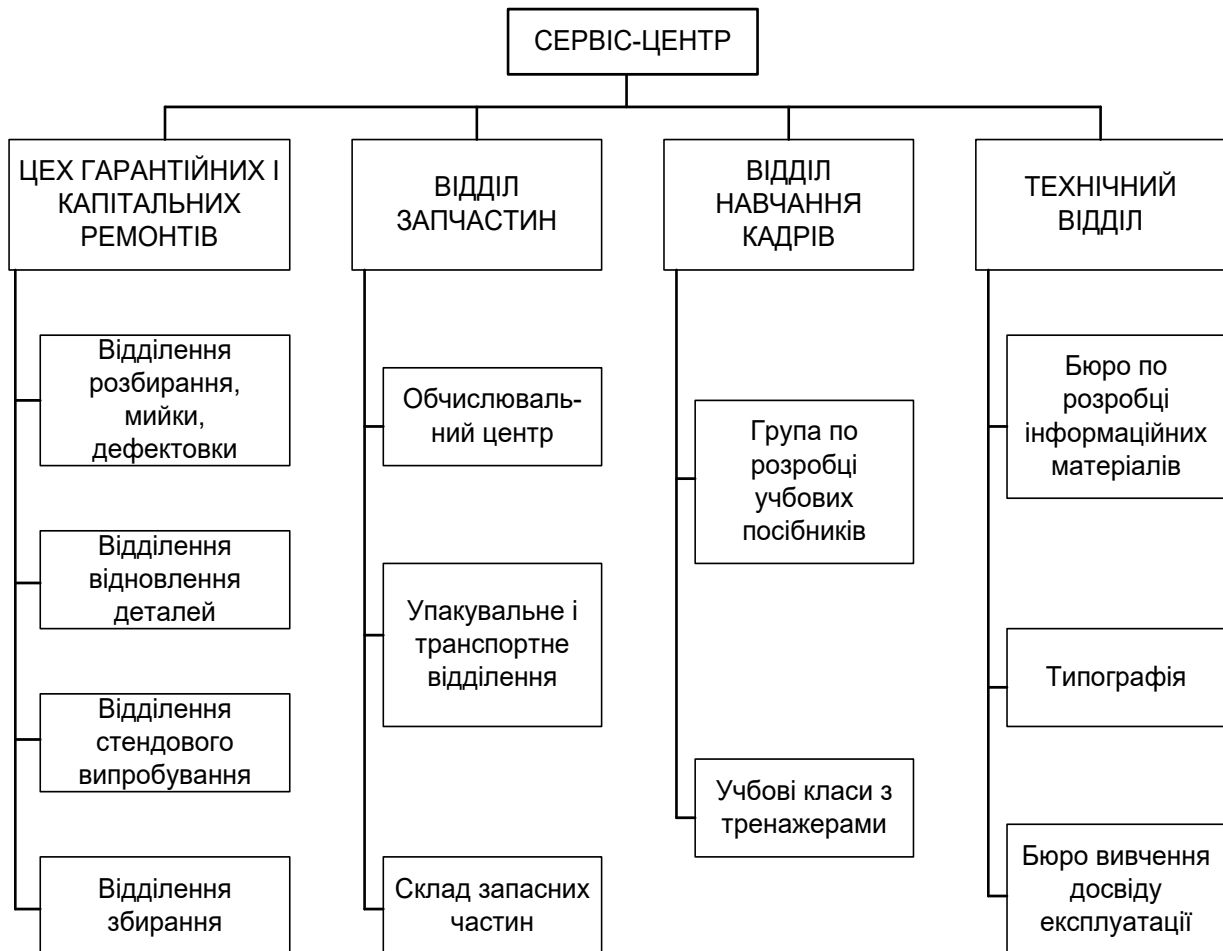 СЕРВІС-ЦЕНТР
ЦЕХ ГАРАНТІЙНИХ І
КАПІТАЛЬНИХ
РЕМОНТІВ
Відділення
розбирання,
мийки,
дефектовки
Відділення
відновлення
деталей
Відділення
стендового
випробування
Відділення
збирання
ВІДДІЛ
ЗАПЧАСТИН
Обчислюваль-
ний центр
Упакувальне і
транспортне
відділення
Склад запасних
частин
ВІДДІЛ
НАВЧАННЯ
КАДРІВ
Група по
розробці
учбових
посібників
Учбові класи з
тренажерами
ТЕХНІЧНИЙ
ВІДДІЛ
Бюро по
розробці
інформаційних
матеріалів
Типографія
Бюро вивчення
досвіду
експлуатації